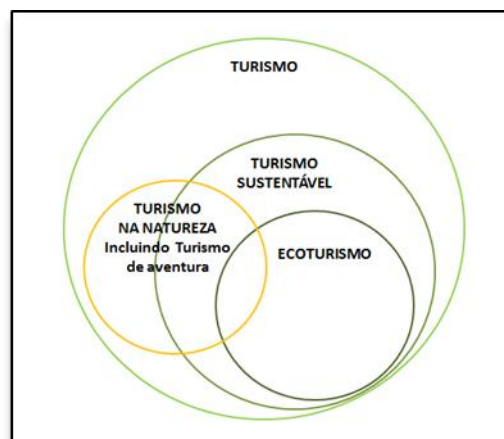 TURISMO
TURISMO
SUSTENTÁVEL
TURISMO
NA NATUREZA
Incluindo Turismo
de aventura
ECOTURISMO